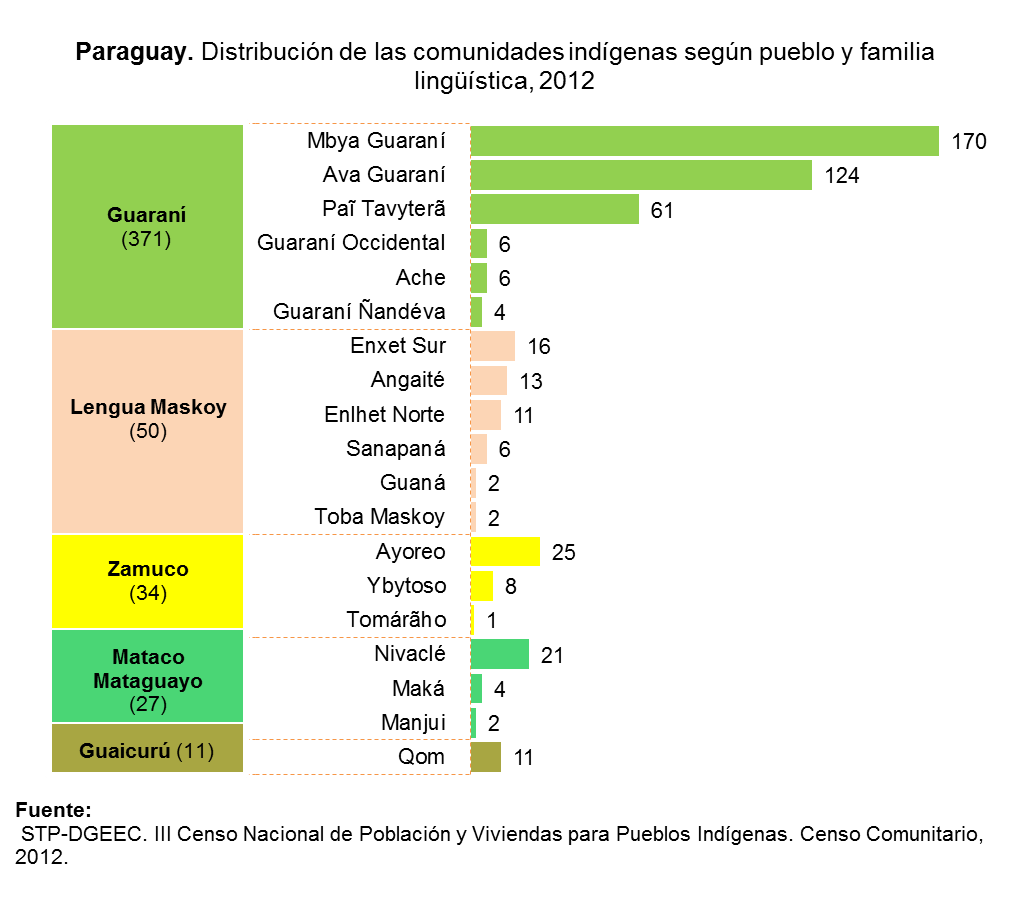 Paraguay. Distribución de las comunidades indígenas según pueblo y familia
lingüística, 2012
Guaraní
(371)
Mbya Guaraní 170
Ava Guaraní 124
Paĩ Tavyterã 61
Guaraní Occidental 6
Ache 6
Guaraní Ñandéva 4
Lengua Maskoy
(50)
Enxet Sur 16
Angaité 13
Enlhet Norte 11
Sanapaná 6
Guaná 2
Toba Maskoy 2
Zamuco
(34)
Ayoreo 25
Ybytoso 8
Tomárãho 1
Mataco
Mataguayo
(27)
Nivaclé 21
Maká 4
Manjui 2
Guaicurú (11)
Qom 11
Fuente:
STP-DGEEC. III Censo Nacional de Población y Viviendas para Pueblos Indígenas. Censo Comunitario,
2012.